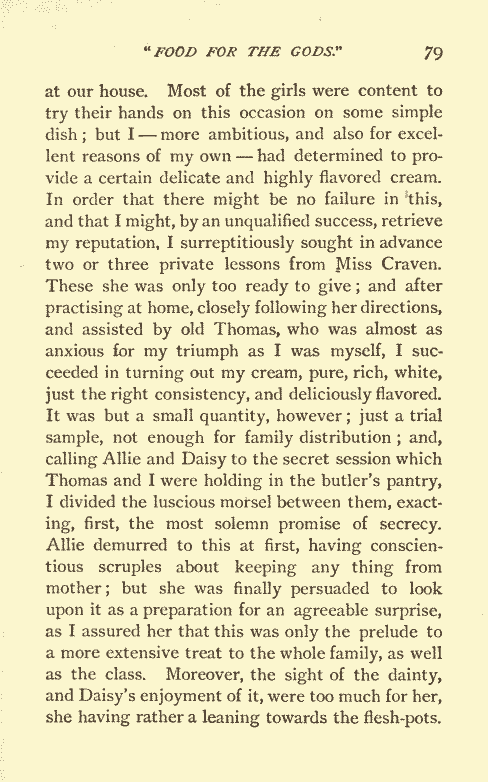 "FOOD FOR THE GODS." 79
at our house. Most of the girls were content to
try their hands on this occasion on some simple
dish; but I—more ambitious, and also for excel-
lent reasons of my own—had determined to pro-
vide a certain delicate and highly flavored cream.
In order that there might be no failure in this,
and that I might, by an unqualified success, retrieve
my reputation, I surreptitiously sought in advance
two or three private lessons from Miss Craven.
These she was only too ready to give; and after
practising at home, closely following her directions,
and assisted by old Thomas, who was almost as
anxious for my triumph as I was myself, I suc-
ceeded in turning out my cream, pure, rich, white,
just the right consistency, and deliciously flavored.
It was but a small quantity, however; just a trial
sample, not enough for family distribution; and,
calling Allie and Daisy to the secret session which
Thomas and I were holding in the butler's pantry,
I divided the luscious morsel between them, exact-
ing, first, the most solemn promise of secrecy.
Allie demurred to this at first, having conscien-
tious scruples about keeping any thing from
mother; but she was finally persuaded to look
upon it as a preparation for an agreeable surprise,
as I assured her that this was only the prelude to
a more extensive treat to the whole family, as well
as the class. Moreover, the sight of the dainty,
and Daisy's enjoyment of it, were too much for her,
she having rather a leaning towards the flesh-pots.